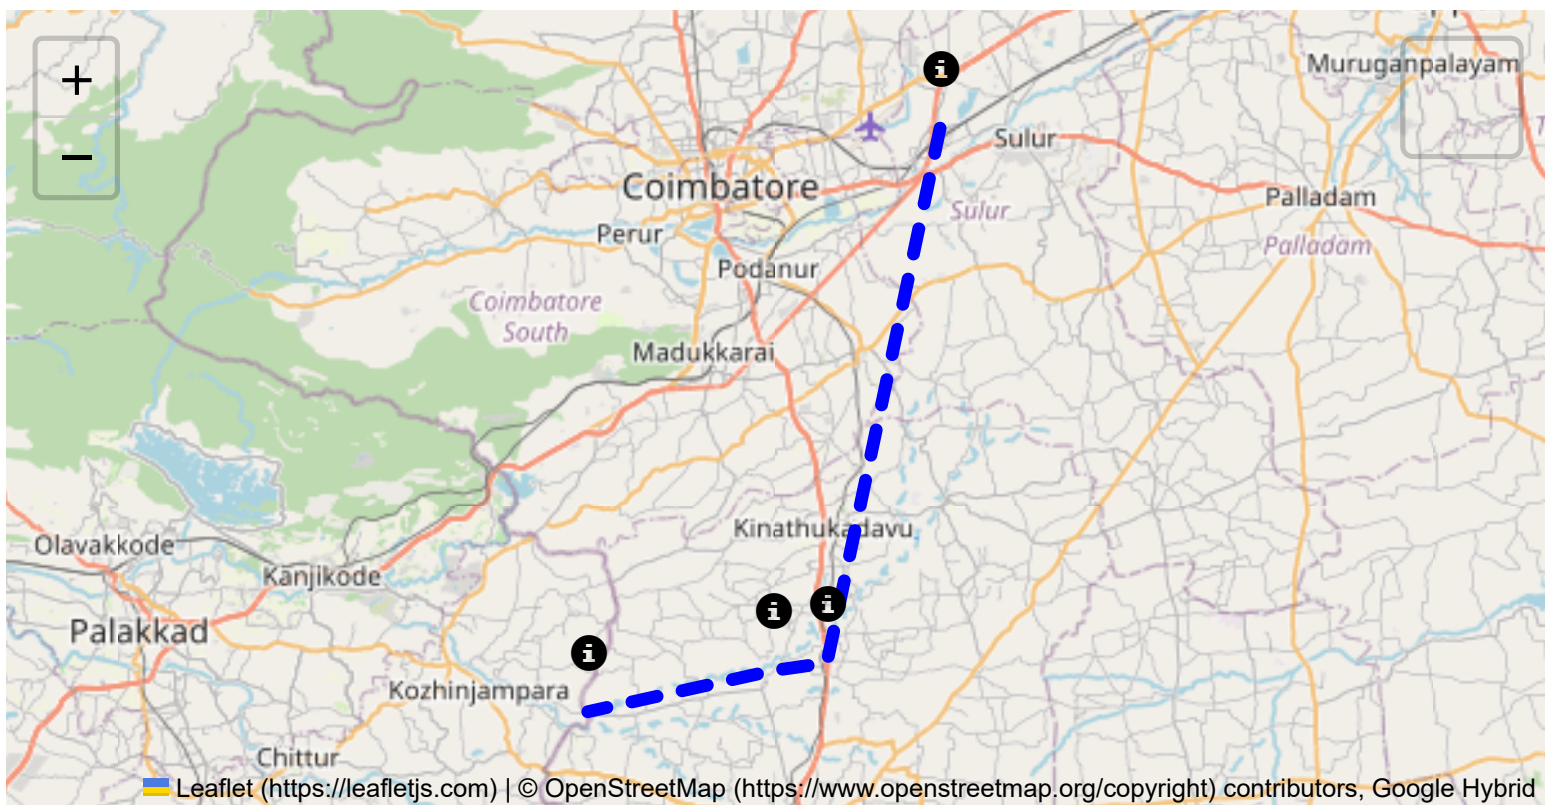 +
Muruganpalayam
i
−
Sulur
Coimbatore
Palladam
Sulur
Perur
Palladam
Podanur
Coimbatore
South
Madukkarai
Kinathukadavu
Olavakkode
Kanjikode
i
i
Palakkad
i
Kozhinjampara
Chittur
Leaflet (https://leafletjs.com) | © OpenStreetMap (https://www.openstreetmap.org/copyright) contributors, Google Hybrid